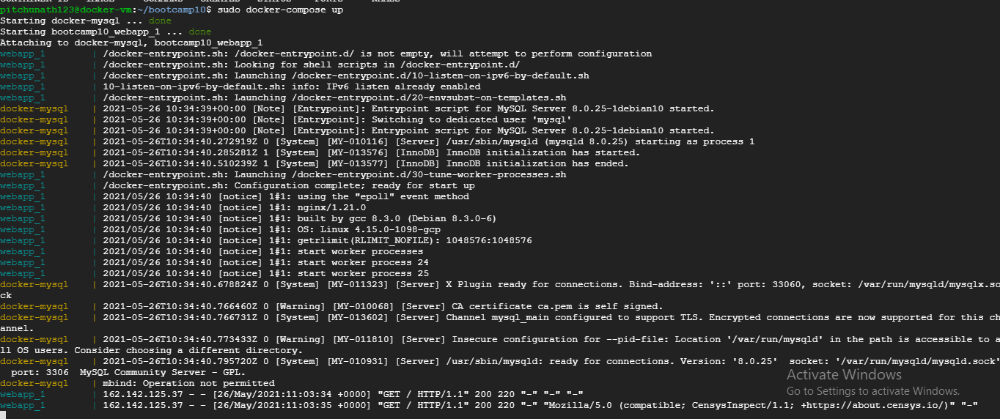 pitchunath123@docker-vm:~/bootcamp10$ sudo docker-compose up
Starting docker-mysql ... done
Starting bootcamp10_webapp_1 ... done
Attaching to docker-mysql, bootcamp10_webapp_1
webapp_1 | /docker-entrypoint.sh: /docker-entrypoint.d/ is not empty, will attempt to perform configuration
webapp_1 | /docker-entrypoint.sh: Looking for shell scripts in /docker-entrypoint.d/
webapp_1 | /docker-entrypoint.sh: Launching /docker-entrypoint.d/10-listen-on-ipv6-by-default.sh
webapp_1 | 10-listen-on-ipv6-by-default.sh: info: IPv6 listen already enabled
webapp_1 | /docker-entrypoint.sh: Launching /docker-entrypoint.d/20-envsubst-on-templates.sh
docker-mysql | 2021-05-26 10:34:39+00:00 [Note] [Entrypoint]: Entrypoint script for MySQL Server 8.0.25-1debian10 started.
docker-mysql | 2021-05-26 10:34:39+00:00 [Note] [Entrypoint]: Switching to dedicated user 'mysql'
docker-mysql | 2021-05-26 10:34:39+00:00 [Note] [Entrypoint]: Entrypoint script for MySQL Server 8.0.25-1debian10 started.
docker-mysql | 2021-05-26T10:34:40.272919Z 0 [System] [MY-010116] [Server] /usr/sbin/mysqld (mysqld 8.0.25) starting as process 1
docker-mysql | 2021-05-26T10:34:40.285281Z 1 [System] [MY-013576] [InnoDB] InnoDB initialization has started.
docker-mysql | 2021-05-26T10:34:40.510239Z 1 [System] [MY-013577] [InnoDB] InnoDB initialization has ended.
webapp_1 | /docker-entrypoint.sh: Launching /docker-entrypoint.d/30-tune-worker-processes.sh
webapp_1 | /docker-entrypoint.sh: Configuration complete; ready for start up
webapp_1 | 2021/05/26 10:34:40 [notice] 1#1: using the "epoll" event method
webapp_1 | 2021/05/26 10:34:40 [notice] 1#1: nginx/1.21.0
webapp_1 | 2021/05/26 10:34:40 [notice] 1#1: built by gcc 8.3.0 (Debian 8.3.0-6)
webapp_1 | 2021/05/26 10:34:40 [notice] 1#1: OS: Linux 4.15.0-1098-gcp
webapp_1 | 2021/05/26 10:34:40 [notice] 1#1: getrlimit(RLIMIT_NOFILE): 1048576:1048576
webapp_1 | 2021/05/26 10:34:40 [notice] 1#1: start worker processes
webapp_1 | 2021/05/26 10:34:40 [notice] 1#1: start worker process 24
webapp_1 | 2021/05/26 10:34:40 [notice] 1#1: start worker process 25
docker-mysql | 2021-05-26T10:34:40.678824Z 0 [System] [MY-011323] [Server] X Plugin ready for connections. Bind-address: '::' port: 33060, socket: /var/run/mysqld/mysqlx.so
ck
docker-mysql | 2021-05-26T10:34:40.766460Z 0 [Warning] [MY-010068] [Server] CA certificate ca.pem is self signed.
docker-mysql | 2021-05-26T10:34:40.766731Z 0 [System] [MY-013602] [Server] Channel mysql_main configured to support TLS. Encrypted connections are now supported for this ch
annel.
docker-mysql | 2021-05-26T10:34:40.773433Z 0 [Warning] [MY-011810] [Server] Insecure configuration for --pid-file: Location '/var/run/mysqld' in the path is accessible to a
ll OS users. Consider choosing a different directory.
docker-mysql | 2021-05-26T10:34:40.795720Z 0 [System] [MY-010931] [Server] /usr/sbin/mysqld: ready for connections. Version: '8.0.25'  socket: '/var/run/mysqld/mysqld.sock'
port: 3306  MySQL Community Server - GPL.
docker-mysql | mbind: Operation not permitted
webapp_1 | 162.142.125.37 - - [26/May/2021:11:03:34 +0000] "GET / HTTP/1.1" 200 220 "-" "-" "-"
webapp_1 | 162.142.125.37 - - [26/May/2021:11:03:35 +0000] "GET / HTTP/1.1" 200 220 "-" "Mozilla/5.0 (compatible; CensysInspect/1.1; +https://about.censys.io/)" "-"
Activate Windows
Go to Settings to activate Windows.